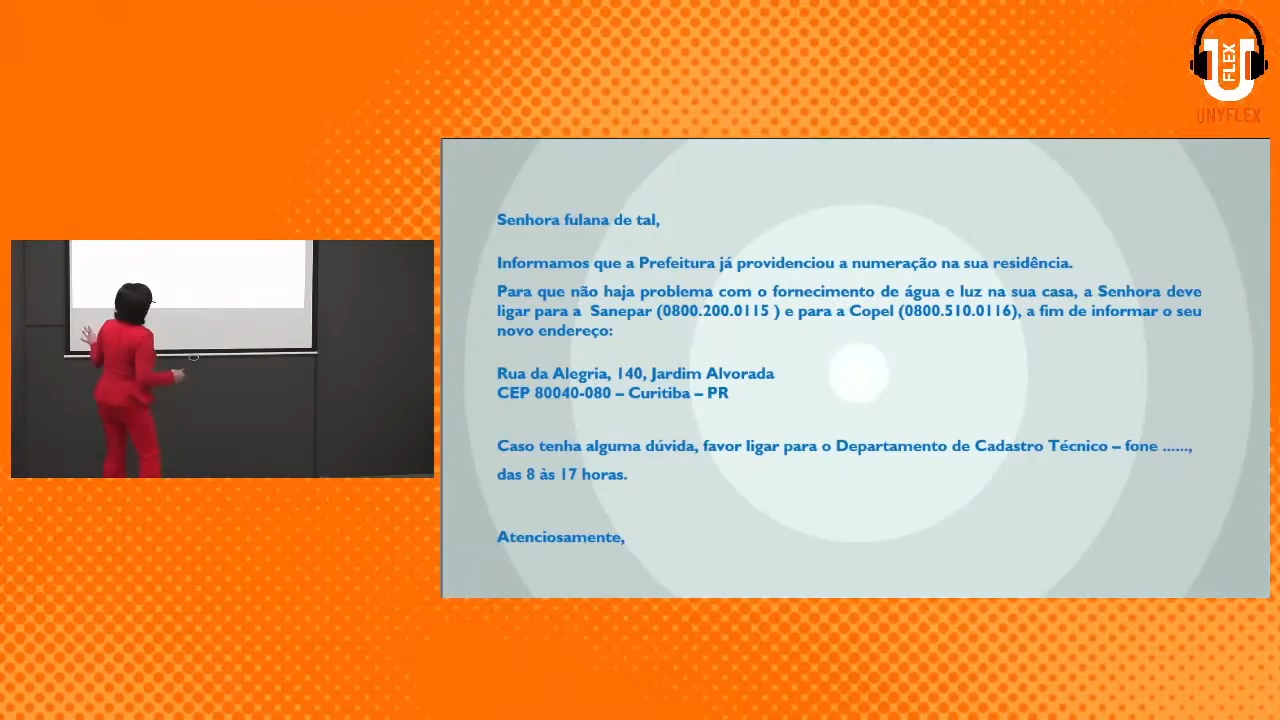 U
FLEX
UNYFLEX
Senhora fulana de tal,
Informamos que a Prefeitura já providenciou a numeração na sua residência.
Para que não haja problema com o fornecimento de água e luz na sua casa, a Senhora deve
ligar para a Sanepar (0800.200.0115 ) e para a Copel (0800.510.0116), a fim de informar o seu
novo endereço:
Rua da Alegria, 140, Jardim Alvorada
CEP 80040-080 – Curitiba – PR
Caso tenha alguma dúvida, favor ligar para o Departamento de Cadastro Técnico – fone ......,
das 8 às 17 horas.
Atenciosamente,